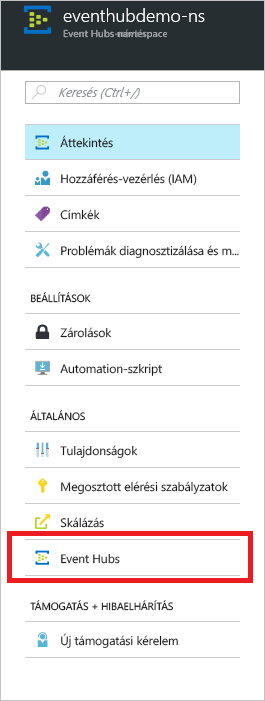 eventhubdemo-ns
Event Hubs
Keresés (Ctrl+/)
Áttekintés
Hozzáférés-vezérlés (IAM)
Címkék
Problémák diagnosztizálása és m...
BEÁLLÍTÁSOK
Zárolások
Automation-szkript
ÁLTALÁNOS
Tulajdonságok
Megosztott elérési szabályzatok
Skálázás
Event Hubs
TÁMOGATÁS + HIBAELHÁRÍTÁS
Új támogatási kérelem